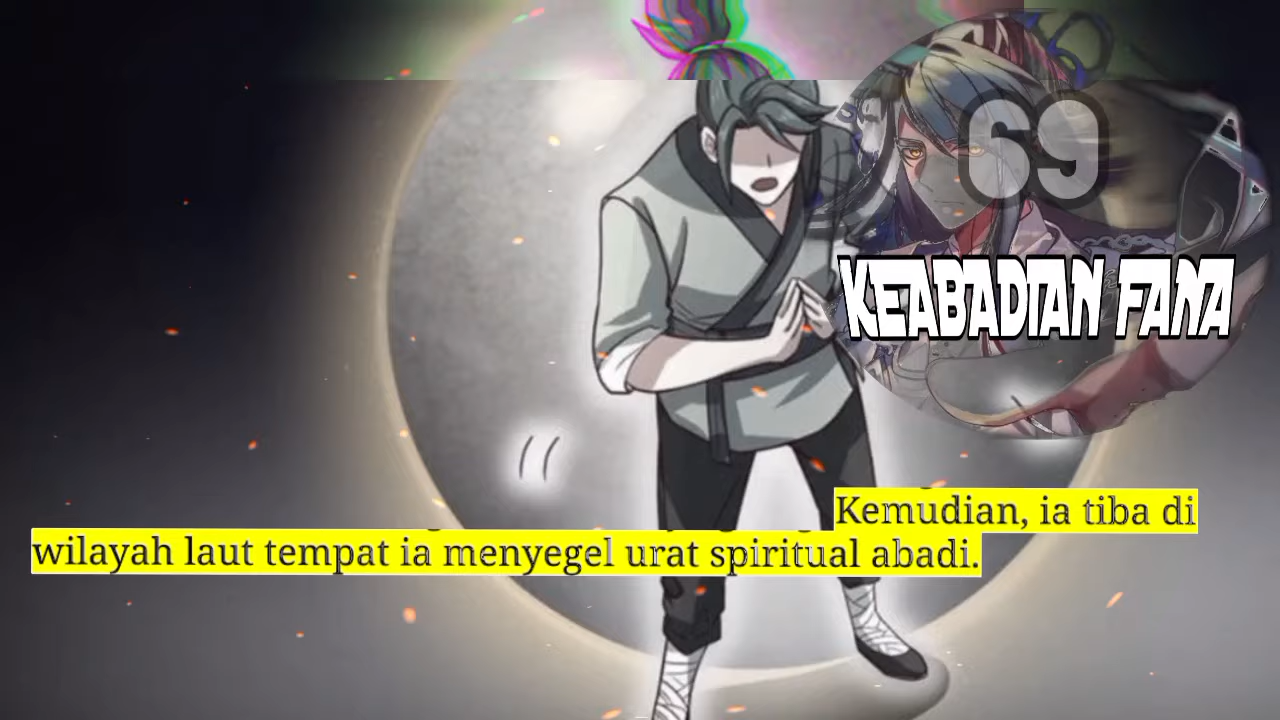 69
KEABADIAN FANA
Kemudian, ia tiba di
wilayah laut tempat ia menyegel urat spiritual abadi.